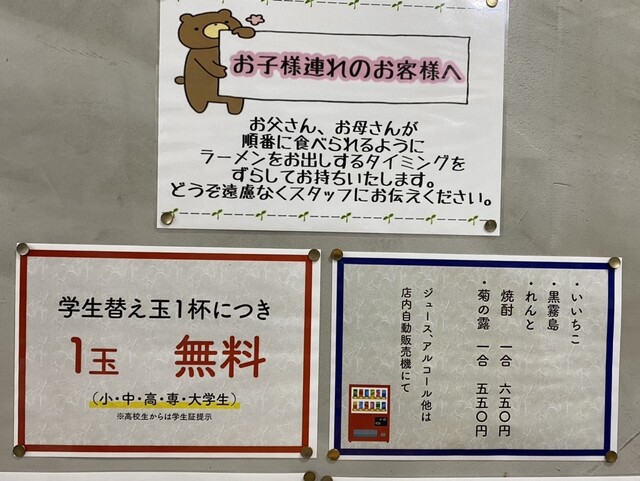 お子様連れのお客様へ
お父さん、お母さんが
順番に食べられるように
ラーメンをお出しするタイミングを
ずらしてお持ちいたします。
どうぞ遠慮なくスタッフにお伝えください。
学生替え玉1杯につき
1玉 無料
(小・中・高・専・大学生)
※高校生からは学生証提示
・いいちこ
・黒霧島
・れんと
焼酎 一合 六五〇円
・菊の露 一合 五五〇円
ジュース、アルコール他は
店内自動販売機にて